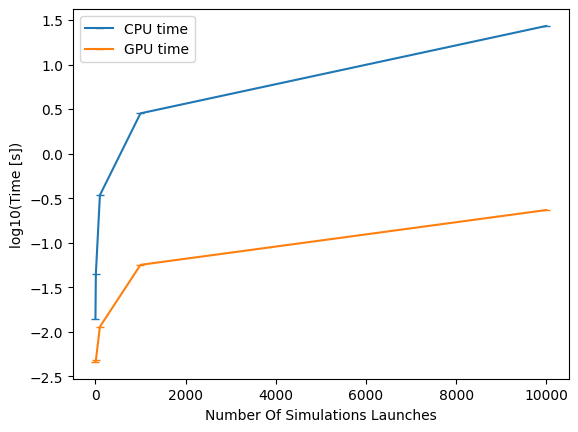 CPU time
GPU time
1.5
1.0
0.5
0.0
−0.5
−1.0
−1.5
−2.0
−2.5
log10(Time [s])
0 2000 4000 6000 8000 10000
Number Of Simulations Launches